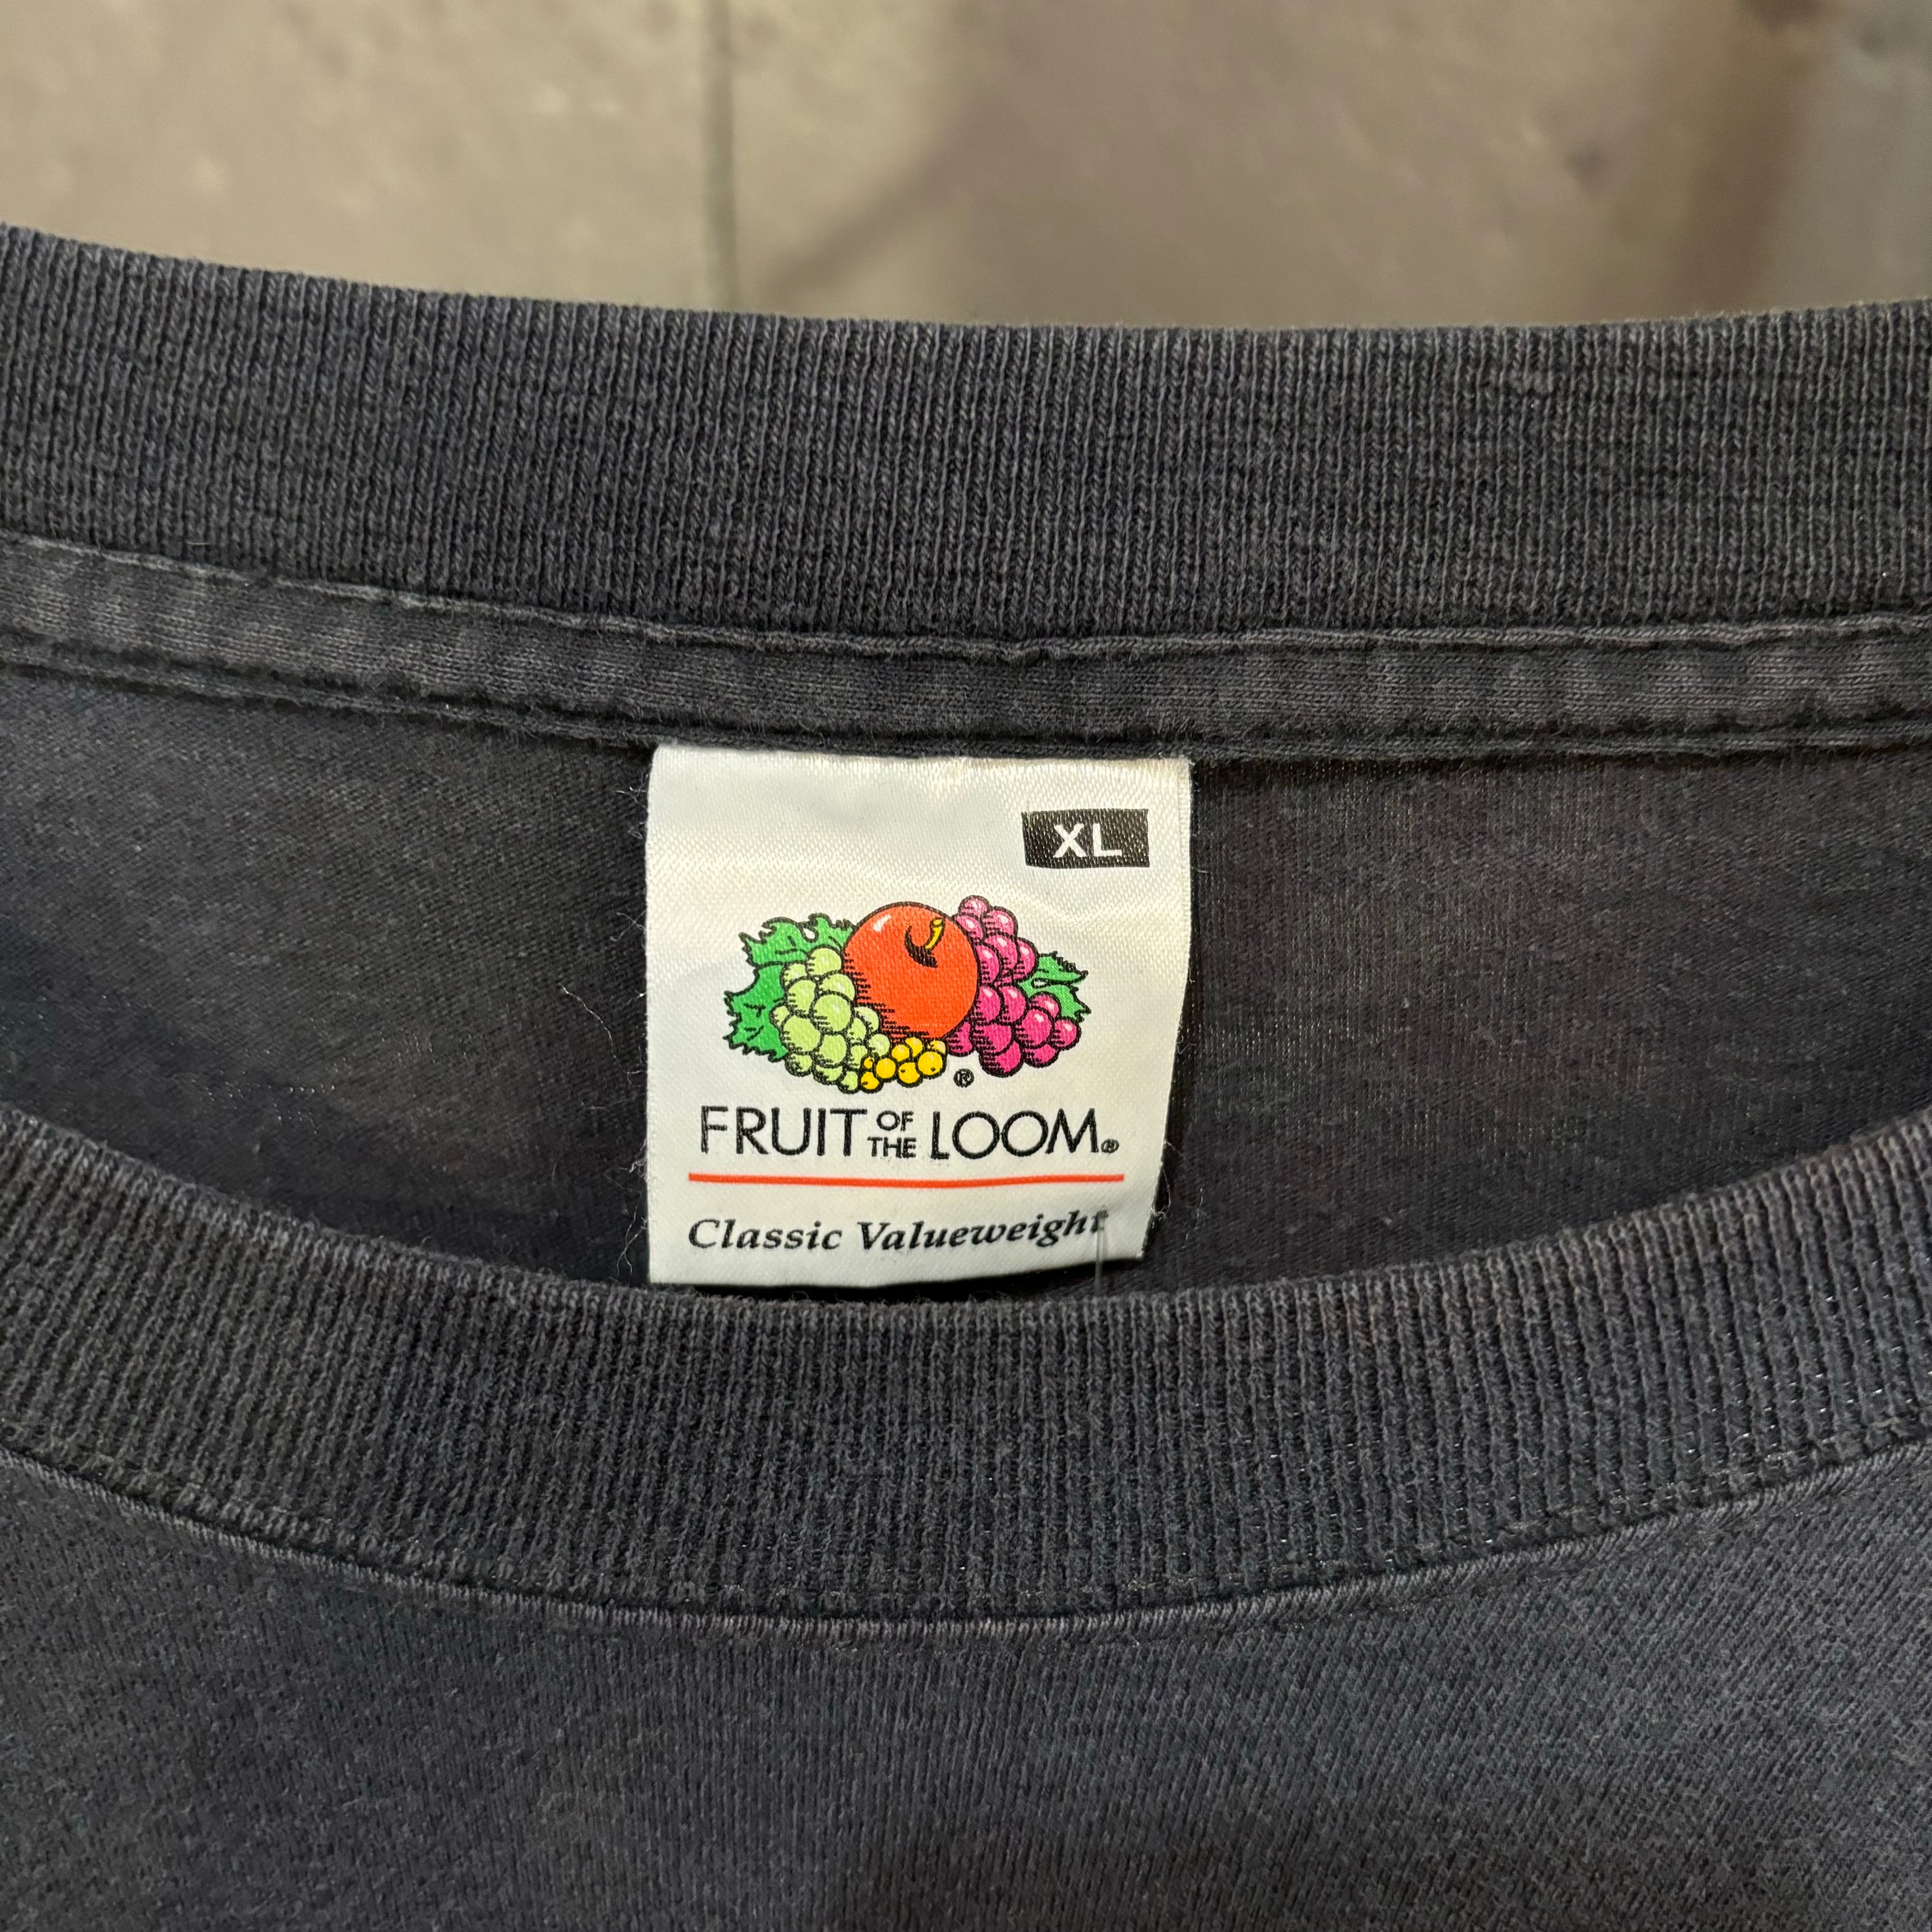 XL
®
FRUIT OF THE LOOM®
Classic Valueweight